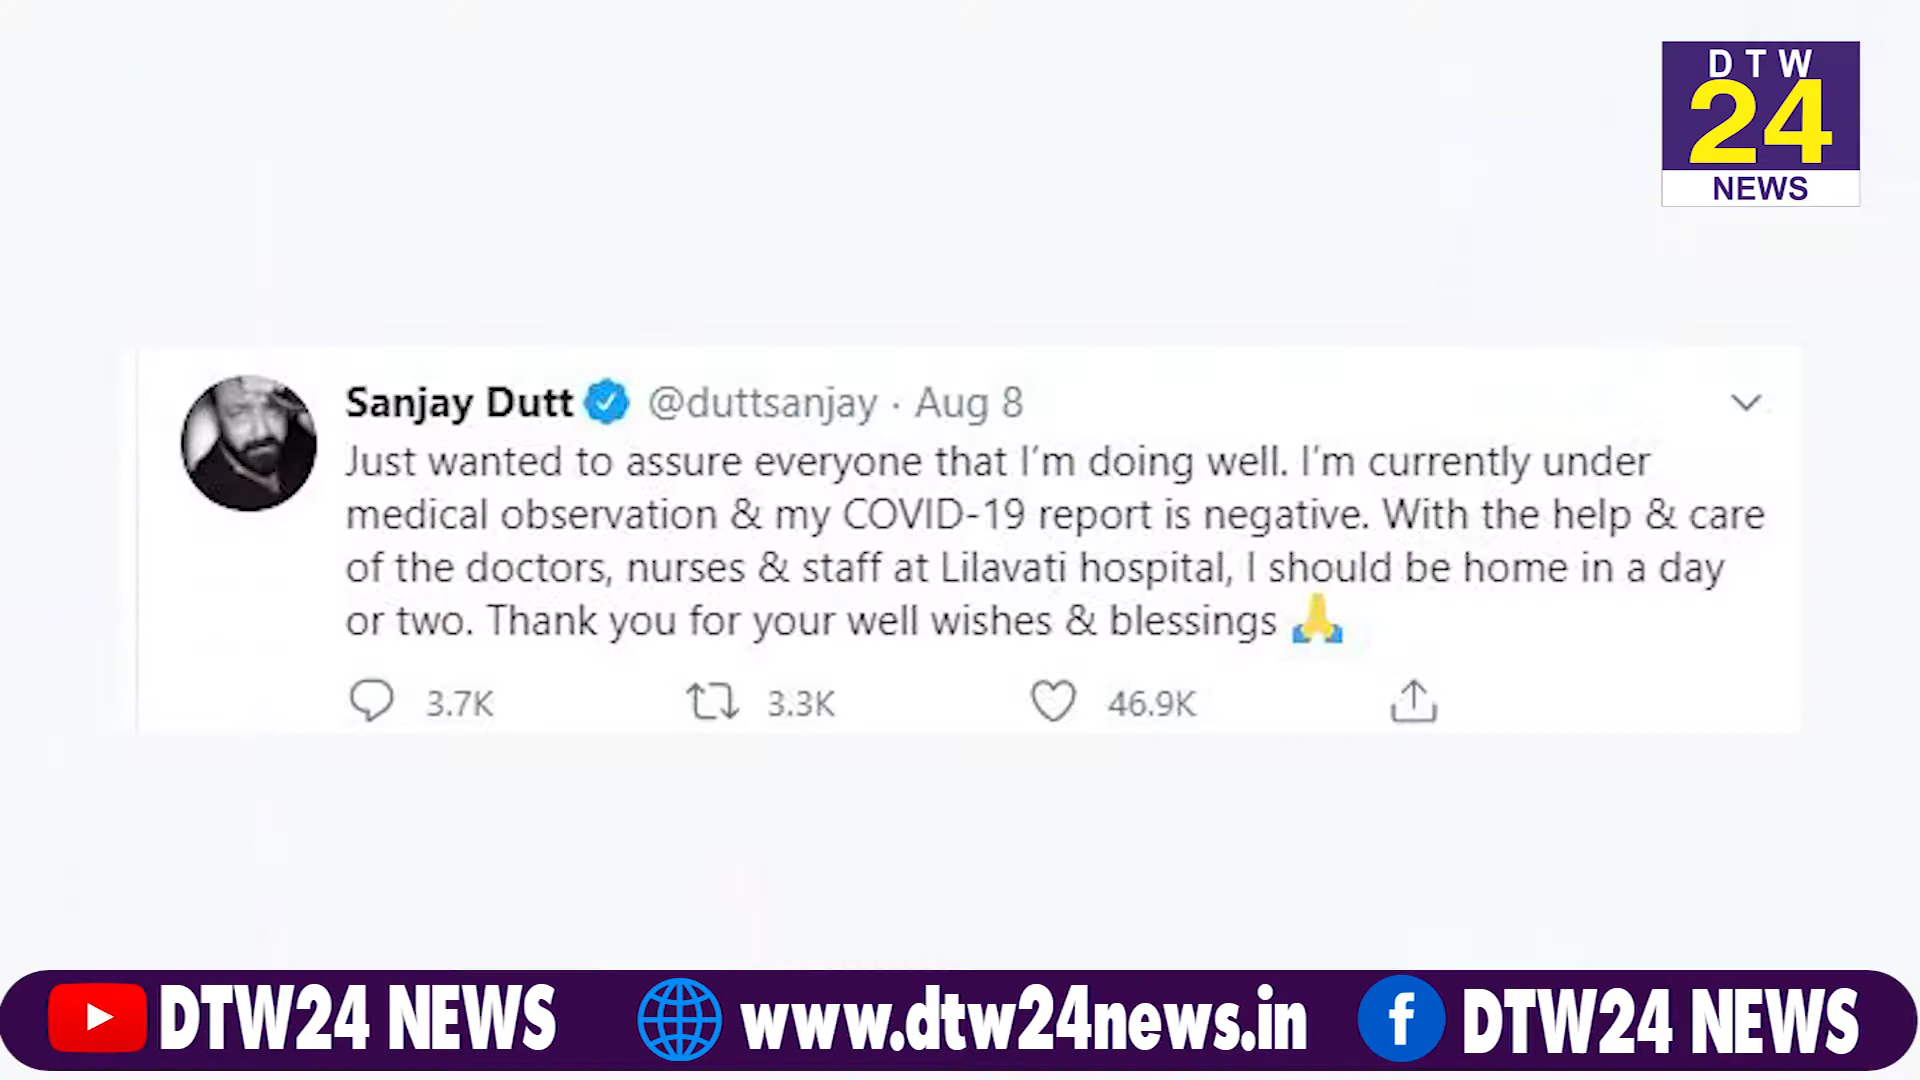 D T W
24
NEWS
Sanjay Dutt @duttsanjay · Aug 8
Just wanted to assure everyone that I'm doing well. I'm currently under
medical observation & my COVID-19 report is negative. With the help & care
of the doctors, nurses & staff at Lilavati hospital, I should be home in a day
or two. Thank you for your well wishes & blessings 🙏
3.7K 3.3K 46.9K
DTW24 NEWS www.dtw24news.in f DTW24 NEWS